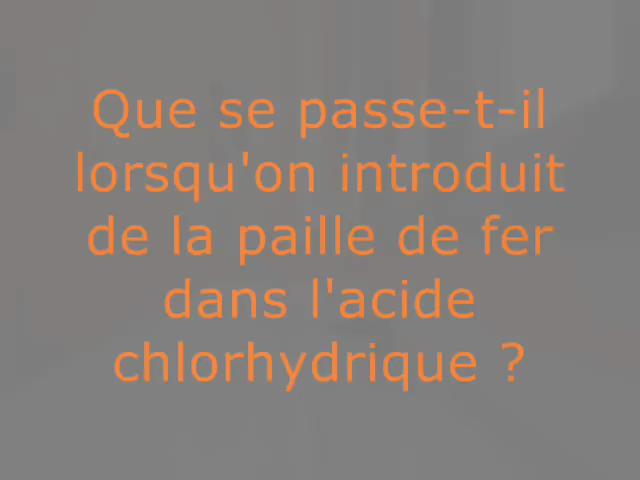 Que se passe-t-il
lorsqu'on introduit
de la paille de fer
dans l'acide
chlorhydrique ?